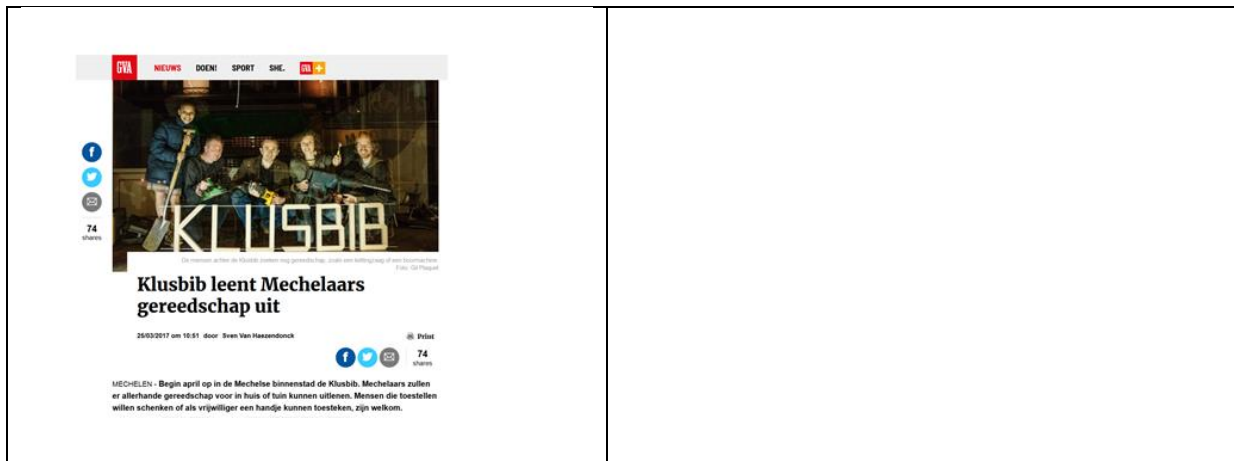 GVA NIEUWS DOEN! SPORT SHE. GVA +
KLUSBIB
74
shares
De mensen achter de Klusbib zoeken nog gereedschap, zoals een kettingzaag of een boormachine.
Foto: Gil Plaquet
Klusbib leent Mechelaars
gereedschap uit
25/03/2017 om 10:51 door Sven Van Haezendonck
Print
74
shares
MECHELEN - Begin april op in de Mechelse binnenstad de Klusbib. Mechelaars zullen
er allerhande gereedschap voor in huis of tuin kunnen uitlenen. Mensen die toestellen
willen schenken of als vrijwilliger een handje kunnen toesteken, zijn welkom.